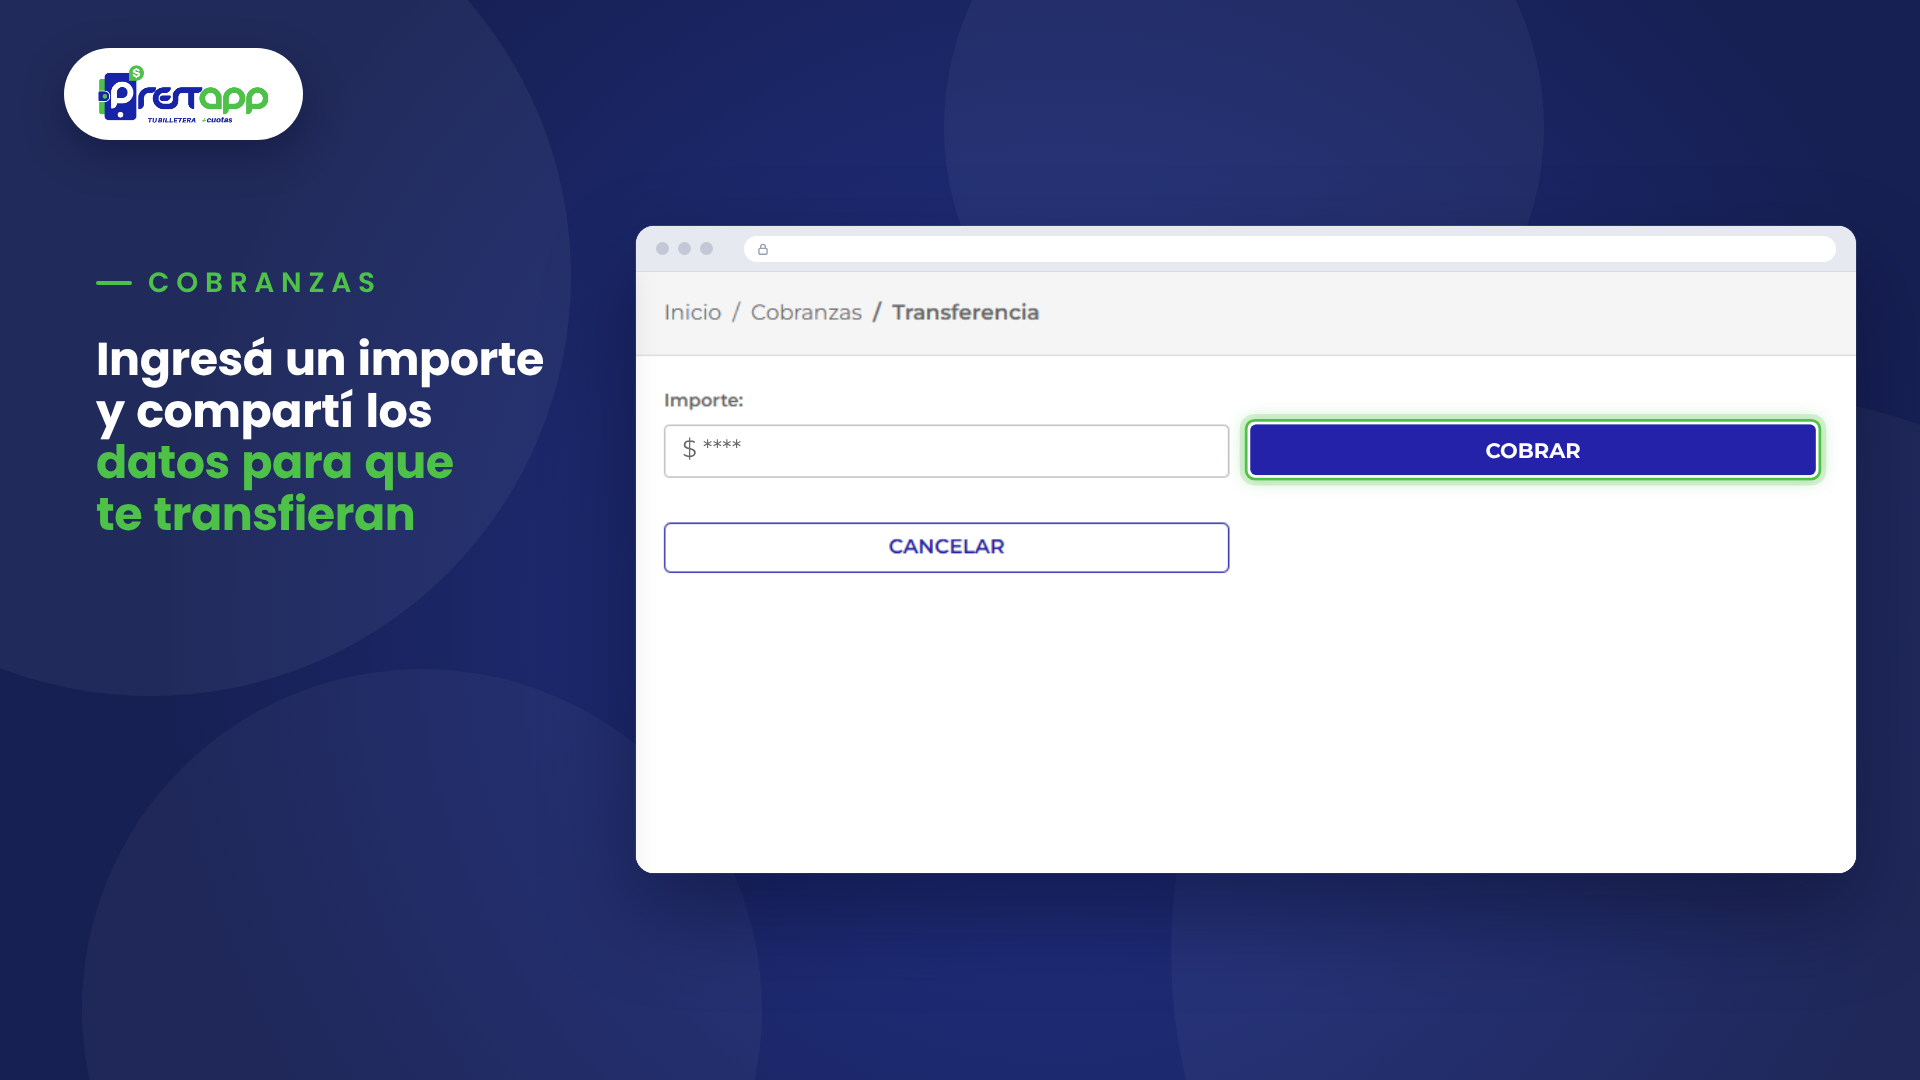 $
Prestapp
TU BILLETERA +cuotas
COBRANZAS
Ingresá un importe
y compartí los
datos para que
te transfieran
Inicio / Cobranzas / Transferencia
Importe:
$ ****
COBRAR
CANCELAR